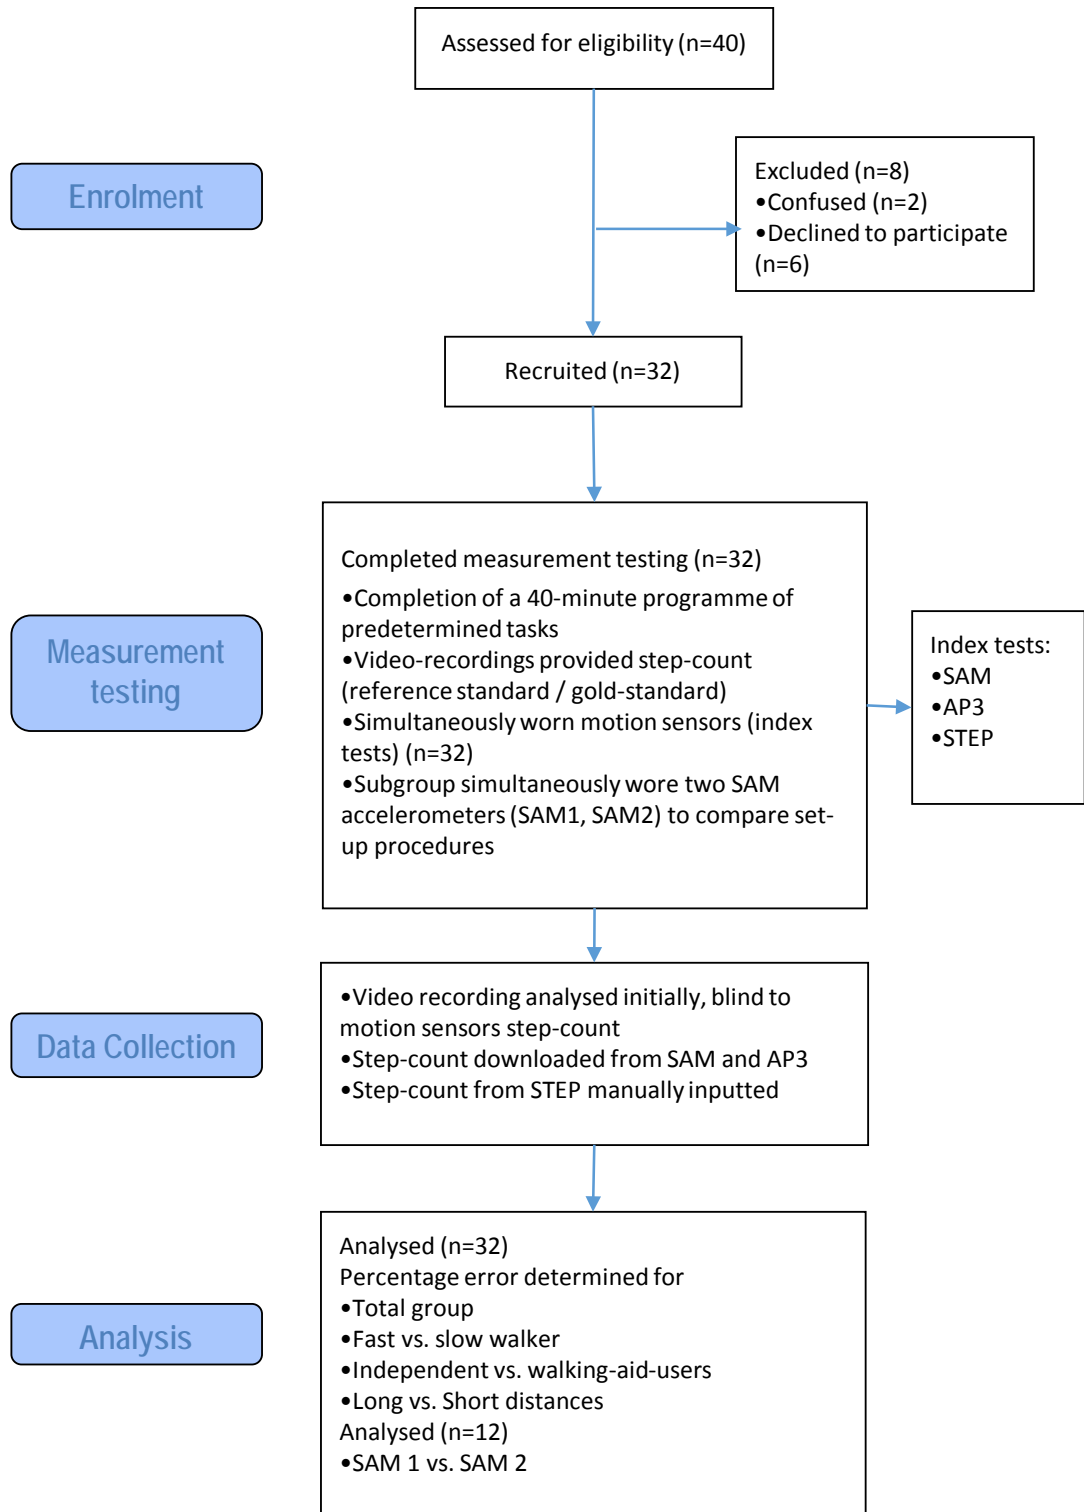 Assessed for eligibility (n=40)
Enrolment
Excluded (n=8)
•Confused (n=2)
•Declined to participate
(n=6)
Recruited (n=32)
Measurement
testing
Completed measurement testing (n=32)
•Completion of a 40-minute programme of
predetermined tasks
•Video-recordings provided step-count
(reference standard / gold-standard)
•Simultaneously worn motion sensors (index
tests) (n=32)
•Subgroup simultaneously wore two SAM
accelerometers (SAM1, SAM2) to compare set-
up procedures
Index tests:
•SAM
•AP3
•STEP
Data Collection
•Video recording analysed initially, blind to
motion sensors step-count
•Step-count downloaded from SAM and AP3
•Step-count from STEP manually inputted
Analysis
Analysed (n=32)
Percentage error determined for
•Total group
•Fast vs. slow walker
•Independent vs. walking-aid-users
•Long vs. Short distances
Analysed (n=12)
•SAM 1 vs. SAM 2